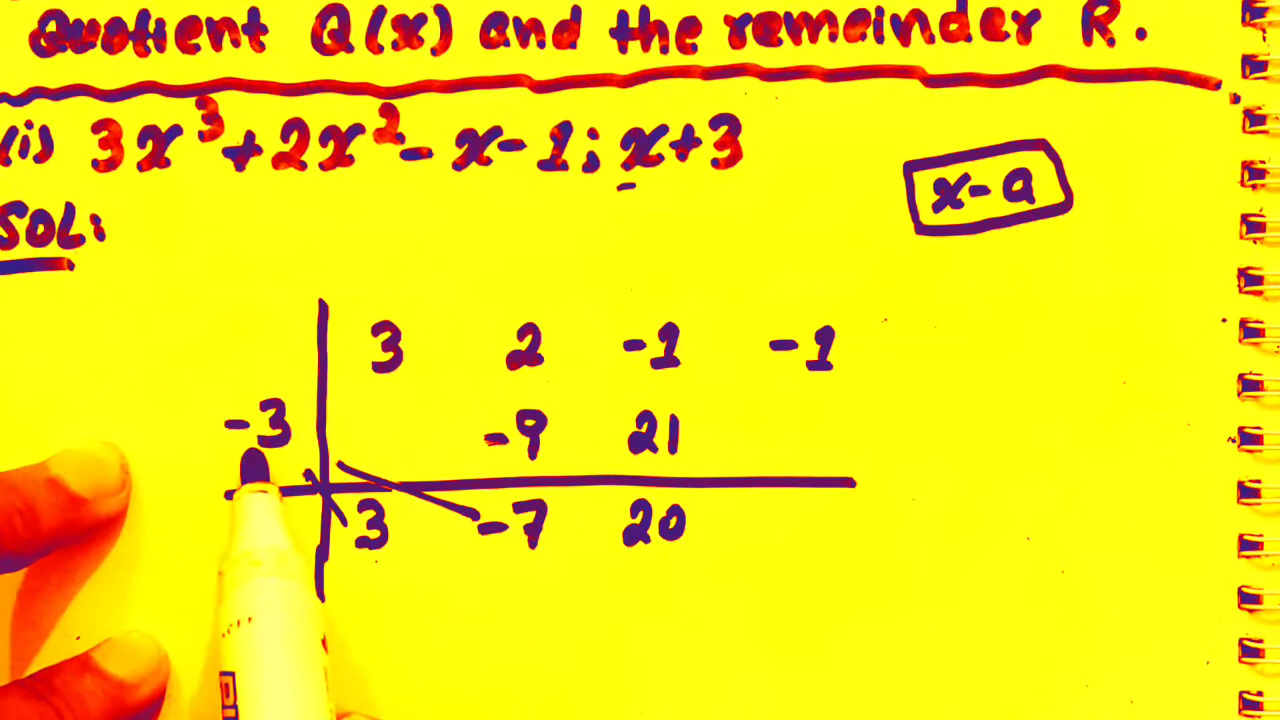 Quotient Q(x) and the remainder R.
(i) 3x³+2x²-x-1; x+3
x-a
SOL:
3 2 -1 -1
-3 -9 21
3 -7 20